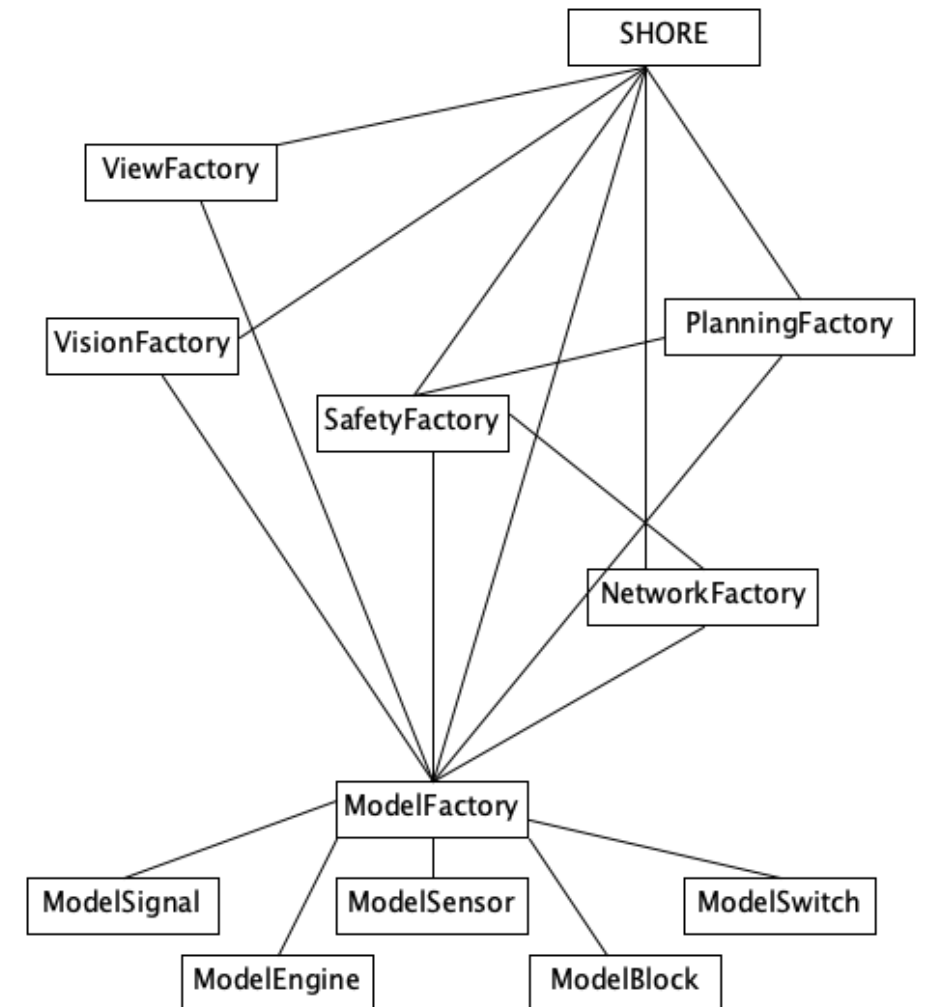 SHORE
ViewFactory
PlanningFactory
VisionFactory
SafetyFactory
NetworkFactory
ModelFactory
ModelSignal
ModelSensor
ModelSwitch
ModelEngine
ModelBlock